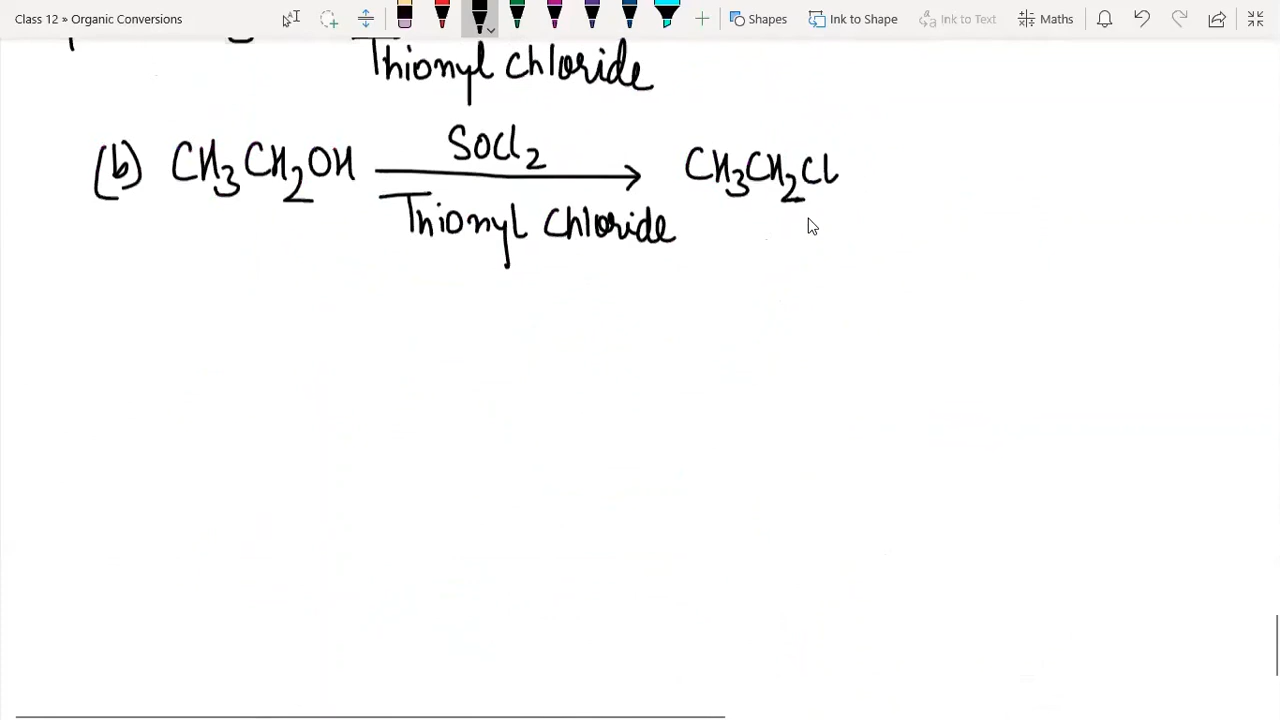 Class 12 » Organic Conversions
Shapes
Ink to Shape
Ink to Text
Maths
Thionyl Chloride
(b) CH3CH2OH SOCl2 CH3CH2Cl
Thionyl Chloride